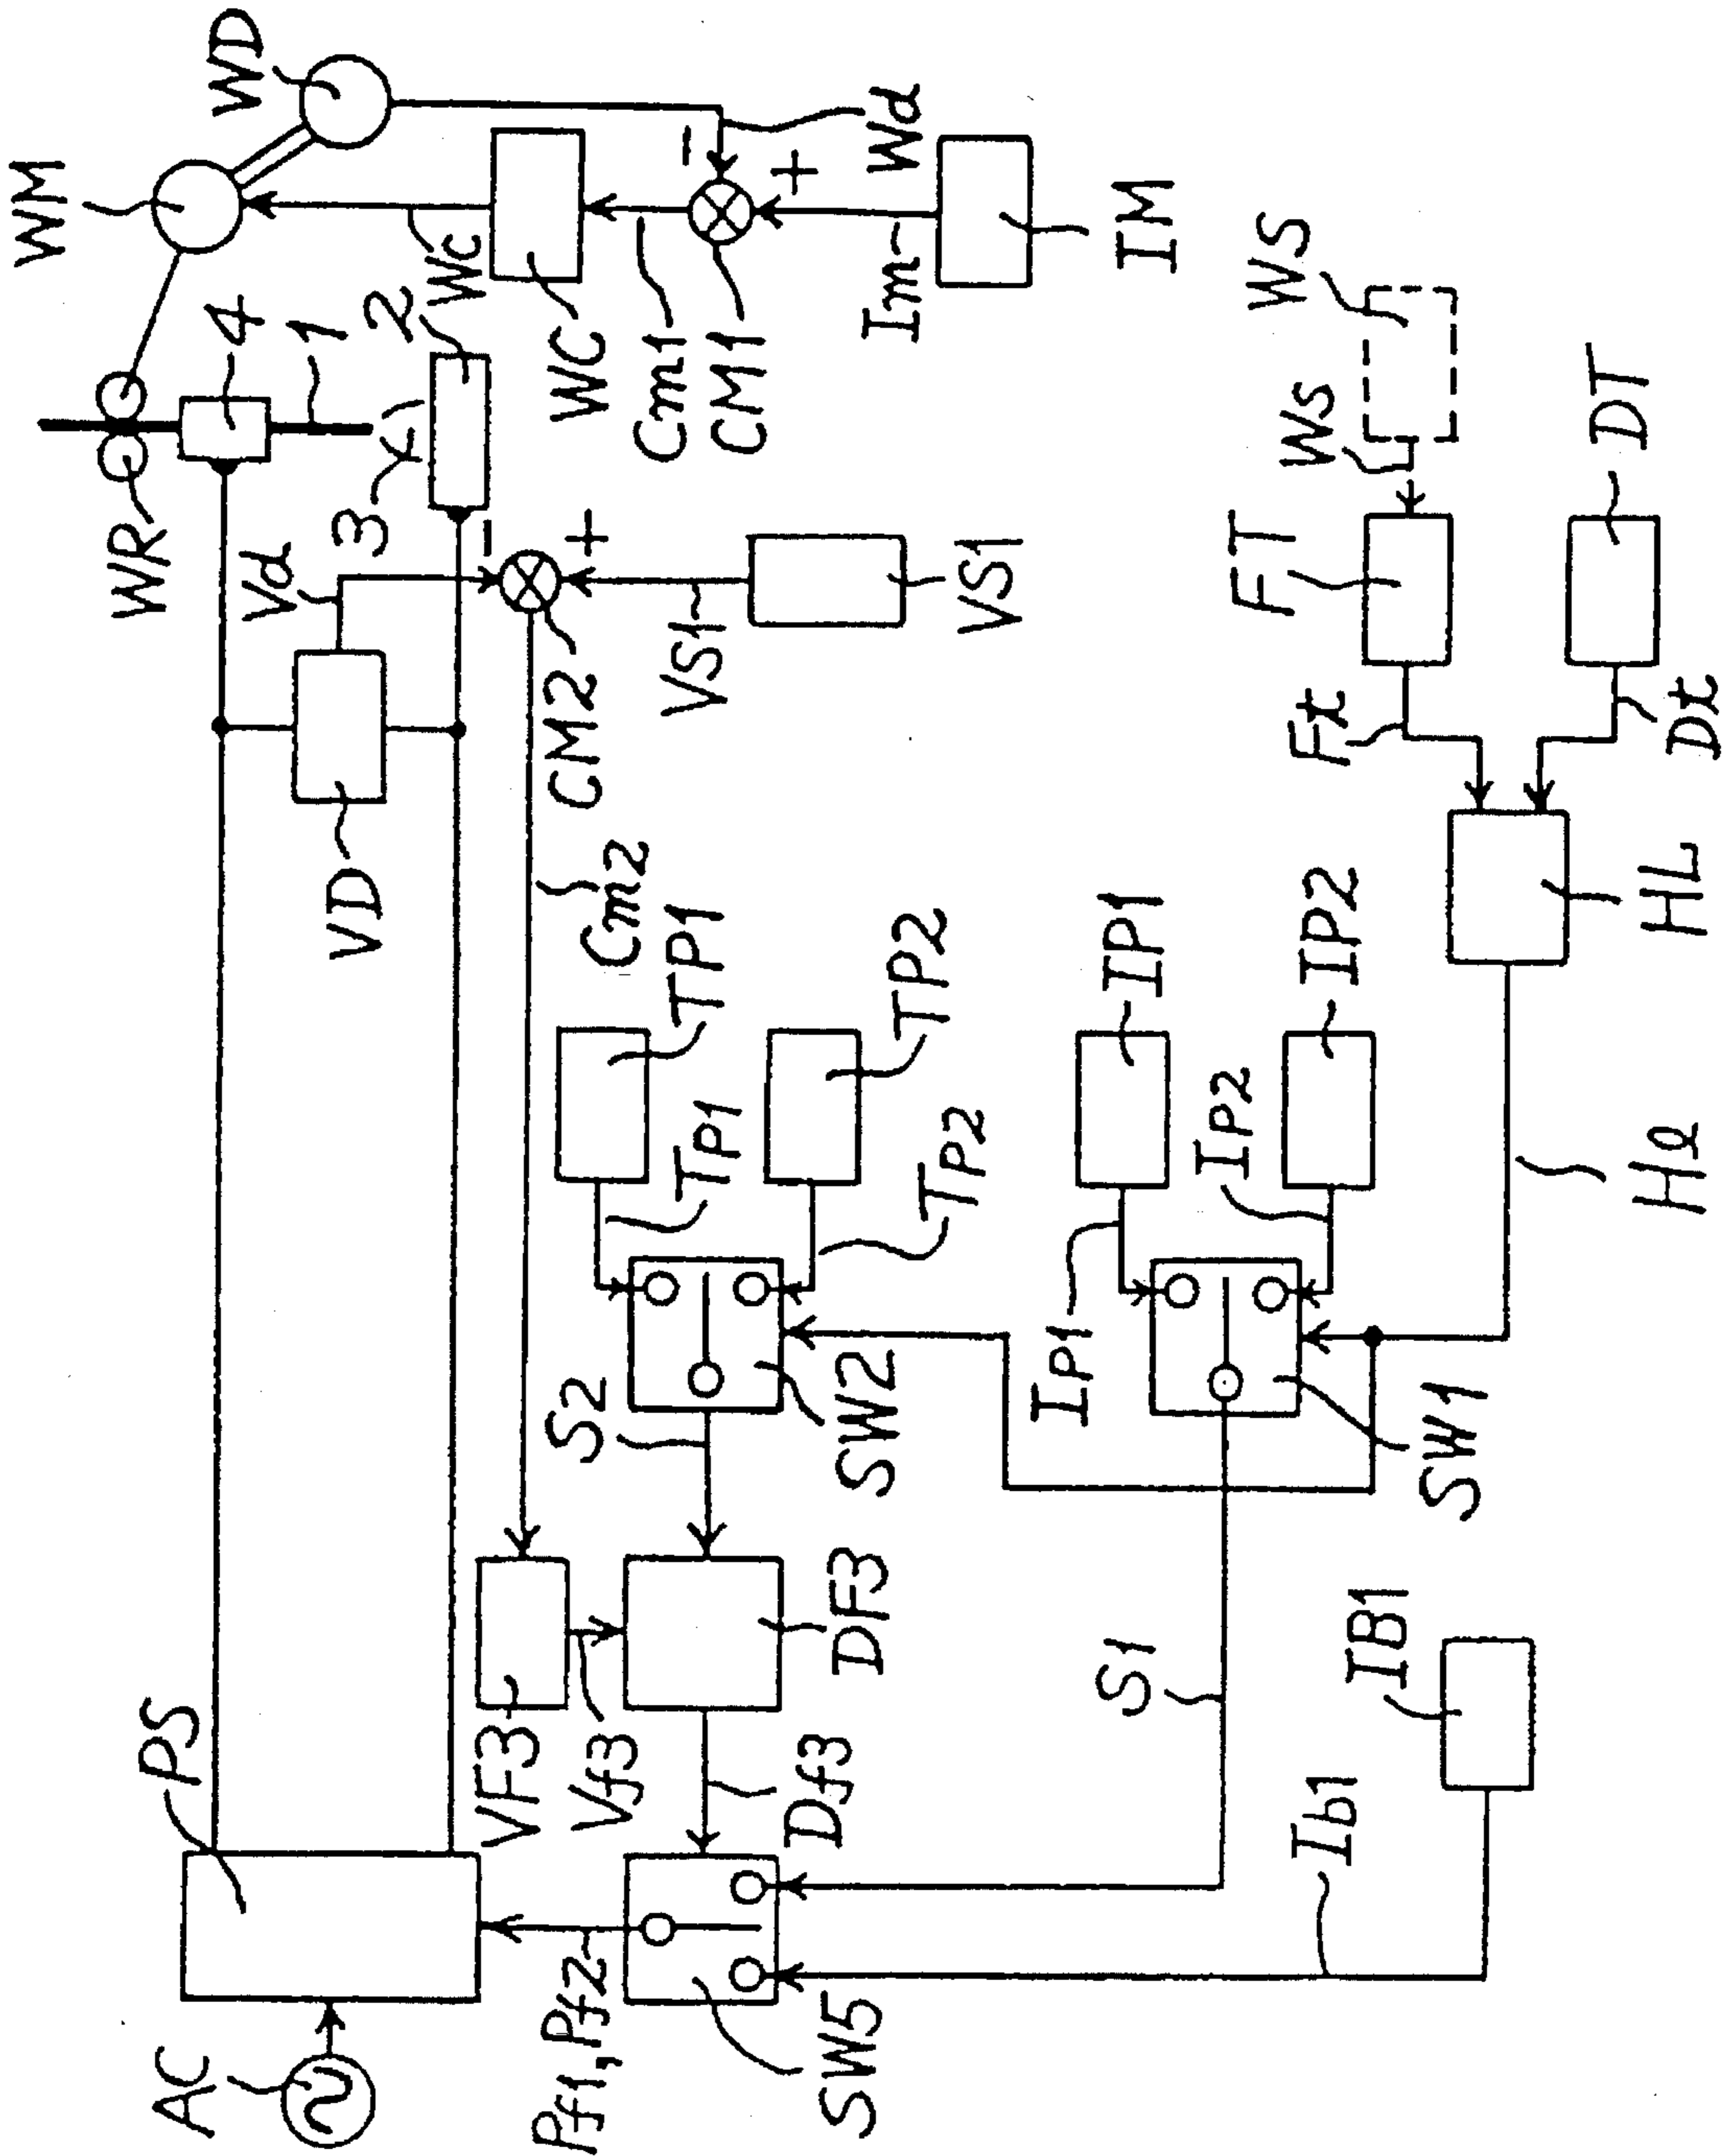 AC
PS
Pf1, Pf2
SW5
VF3
Vf3
DF3
Df3
S2
SW2
Tp1
TP1
Tp2
TP2
Cm2
CM2
VD
Vd
VS1
VS1
WR
WM
WD
4
1
2
3
Wc
WC
Cm1
CM1
Wd
Im
IM
IB1
Ib1
S1
SW1
Ip1
IP1
Ip2
IP2
Hl
HL
Ft
FT
Dt
DT
Ws
WS
-
+
-
+